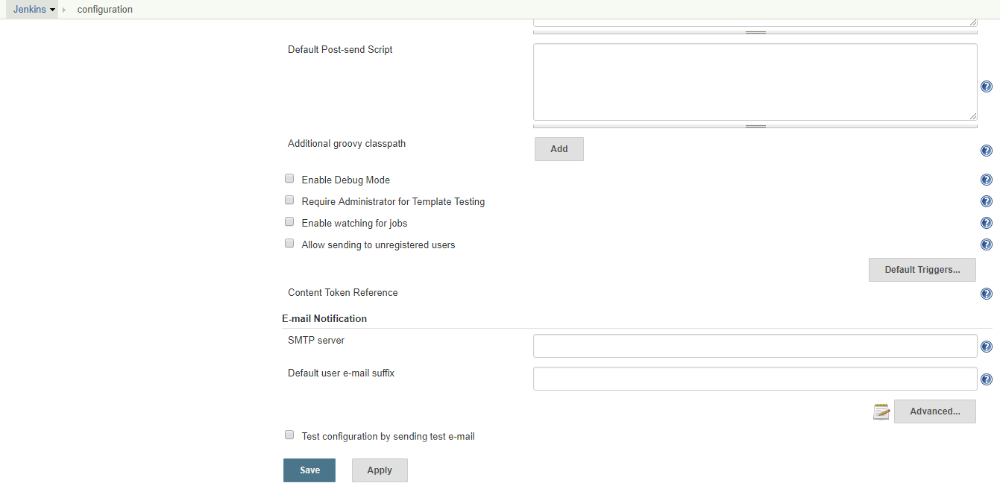 Jenkins configuration
Default Post-send Script
Additional groovy classpath
Add
Enable Debug Mode
Require Administrator for Template Testing
Enable watching for jobs
Allow sending to unregistered users
Default Triggers...
Content Token Reference
E-mail Notification
SMTP server
Default user e-mail suffix
Advanced...
Test configuration by sending test e-mail
Save Apply